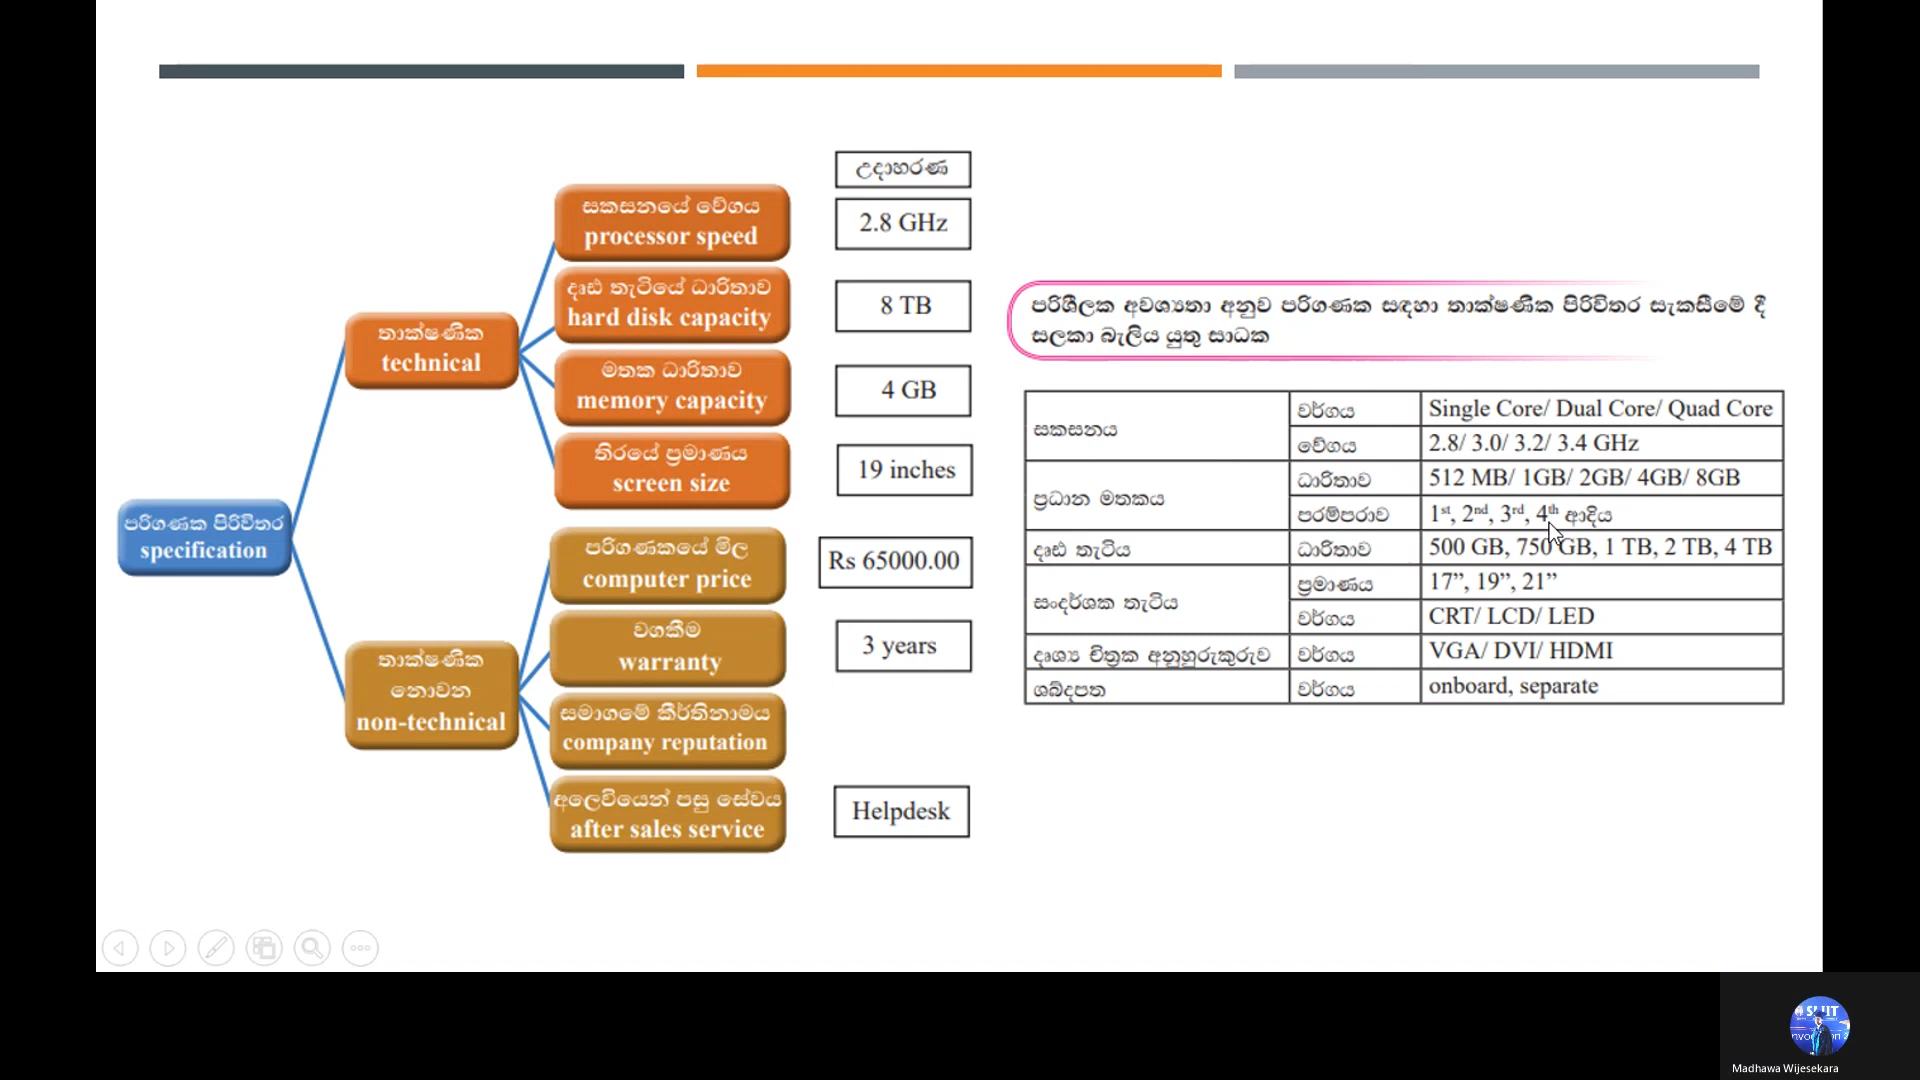 පරිගණක පිරිවිතර
specification
තාක්ෂණික
technical
තාක්ෂණික
නොවන
non-technical
සකසනයේ වේගය
processor speed
දෘඪ තැටියේ ධාරිතාව
hard disk capacity
මතක ධාරිතාව
memory capacity
තිරයේ ප්‍රමාණය
screen size
පරිගණකයේ මිල
computer price
වගකීම
warranty
සමාගමේ කීර්තිනාමය
company reputation
අලෙවියෙන් පසු සේවය
after sales service
උදාහරණ
2.8 GHz
8 TB
4 GB
19 inches
Rs 65000.00
3 years
Helpdesk
පරිශීලක අවශ්‍යතා අනුව පරිගණක සඳහා තාක්ෂණික පිරිවිතර සැකසීමේ දී
සලකා බැලිය යුතු සාධක
සකසනය
වර්ගය Single Core/ Dual Core/ Quad Core
වේගය 2.8/ 3.0/ 3.2/ 3.4 GHz
ප්‍රධාන මතකය
ධාරිතාව 512 MB/ 1GB/ 2GB/ 4GB/ 8GB
පරම්පරාව 1st, 2nd, 3rd, 4th ආදිය
දෘඪ තැටිය ධාරිතාව 500 GB, 750 GB, 1 TB, 2 TB, 4 TB
සංදර්ශක තැටිය
ප්‍රමාණය 17”, 19”, 21”
වර්ගය CRT/ LCD/ LED
දෘශ්‍ය චිත්‍රක අනුහුරුකුරුව වර්ගය VGA/ DVI/ HDMI
ශබ්දපත වර්ගය onboard, separate
Madhawa Wijesekara